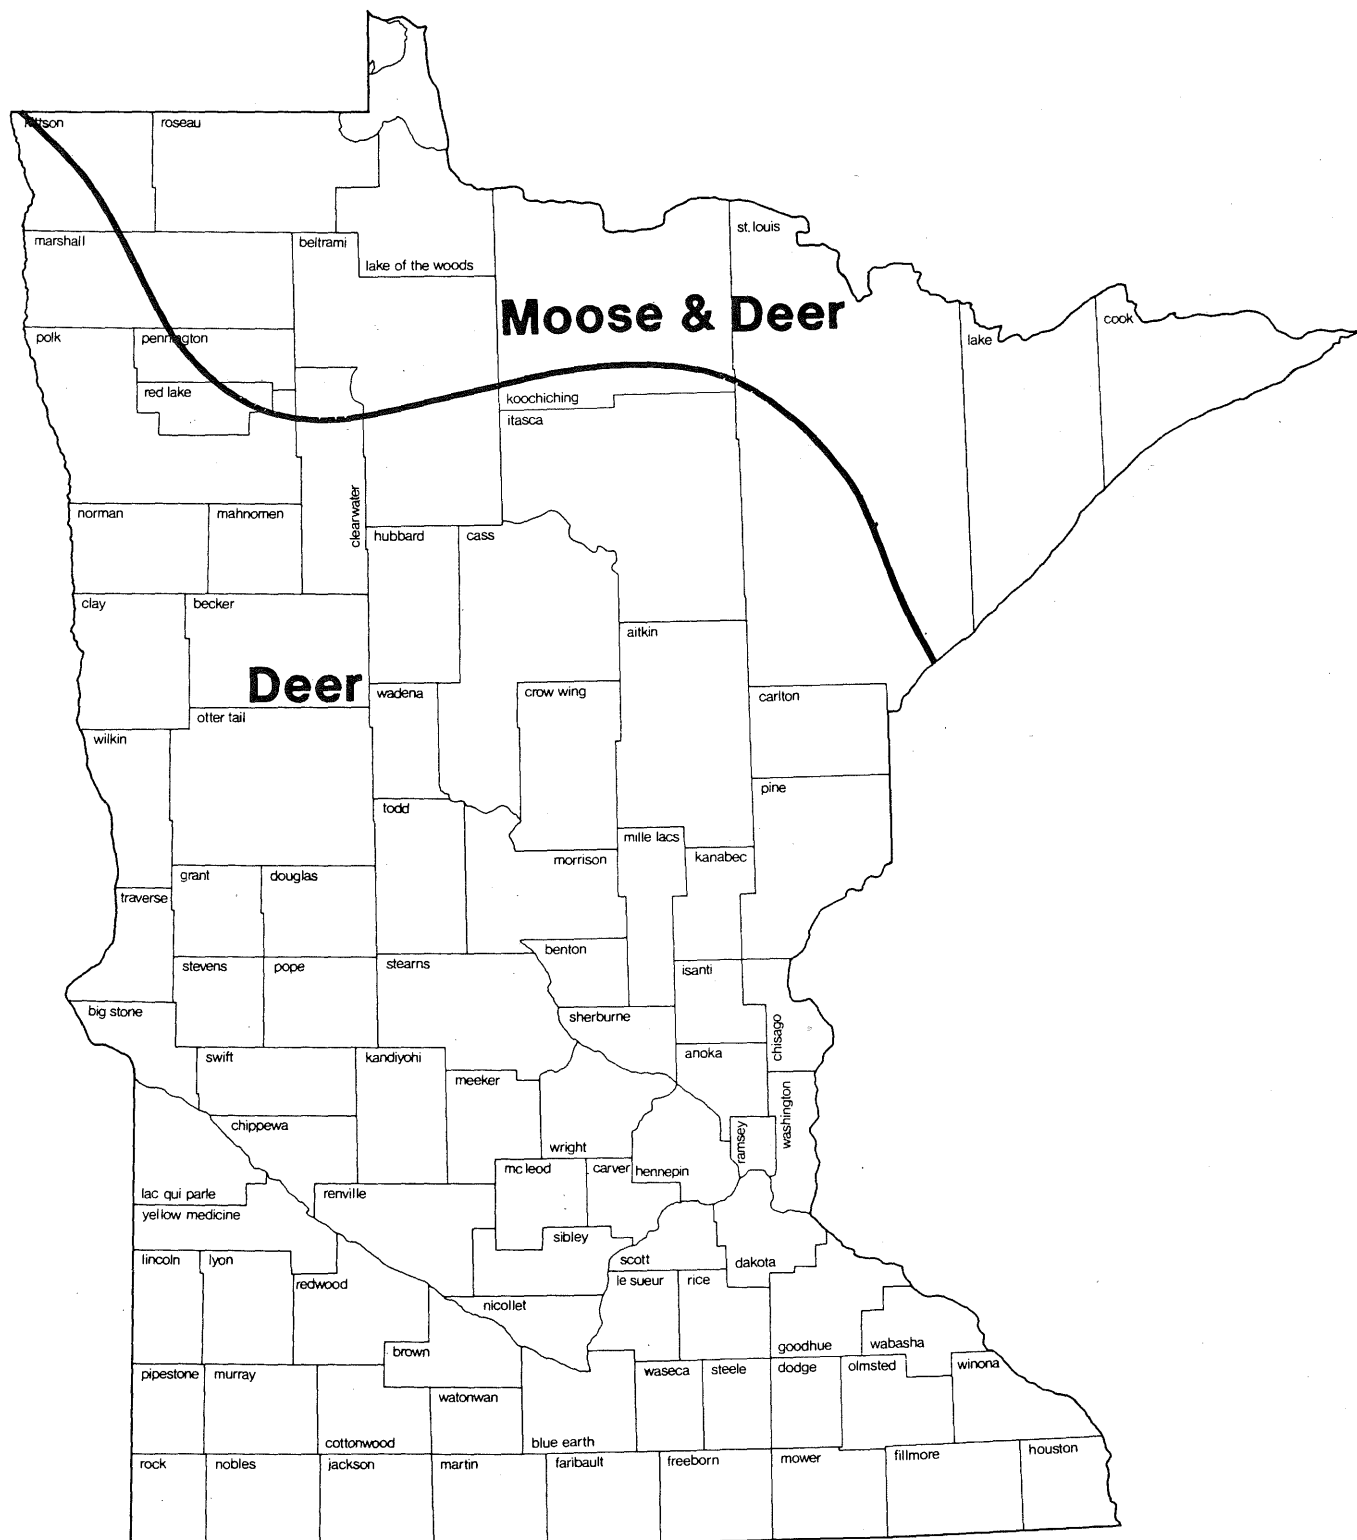 kittson
roseau
st. louis
marshall
beltrami
lake of the woods
Moose & Deer
cook
polk
pennington
lake
red lake
koochiching
itasca
norman
mahnomen
clearwater
hubbard
cass
clay
becker
aitkin
Deer
wadena
crow wing
carlton
otter tail
wilkin
pine
todd
mille lacs
morrison
kanabec
grant
douglas
traverse
benton
stevens
pope
stearns
isanti
big stone
sherburne
chisago
swift
kandiyohi
anoka
meeker
washington
chippewa
ramsey
wright
mc leod
carver
hennepin
lac qui parle
renville
yellow medicine
sibley
lincoln
lyon
scott
dakota
redwood
le sueur
rice
nicollet
goodhue
wabasha
brown
pipestone
murray
waseca
steele
dodge
olmsted
winona
watonwan
cottonwood
blue earth
rock
nobles
jackson
martin
faribault
freeborn
mower
fillmore
houston